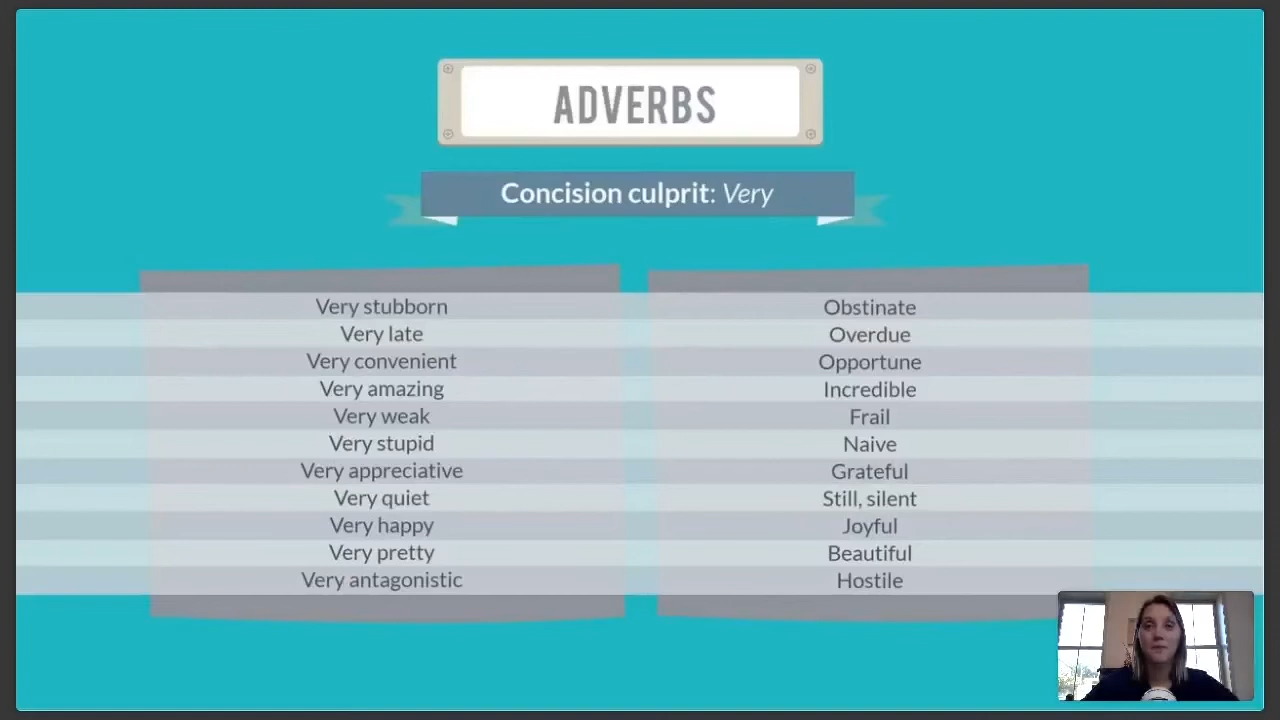 ADVERBS
Concision culprit: Very
Very stubborn Obstinate
Very late Overdue
Very convenient Opportune
Very amazing Incredible
Very weak Frail
Very stupid Naive
Very appreciative Grateful
Very quiet Still, silent
Very happy Joyful
Very pretty Beautiful
Very antagonistic Hostile